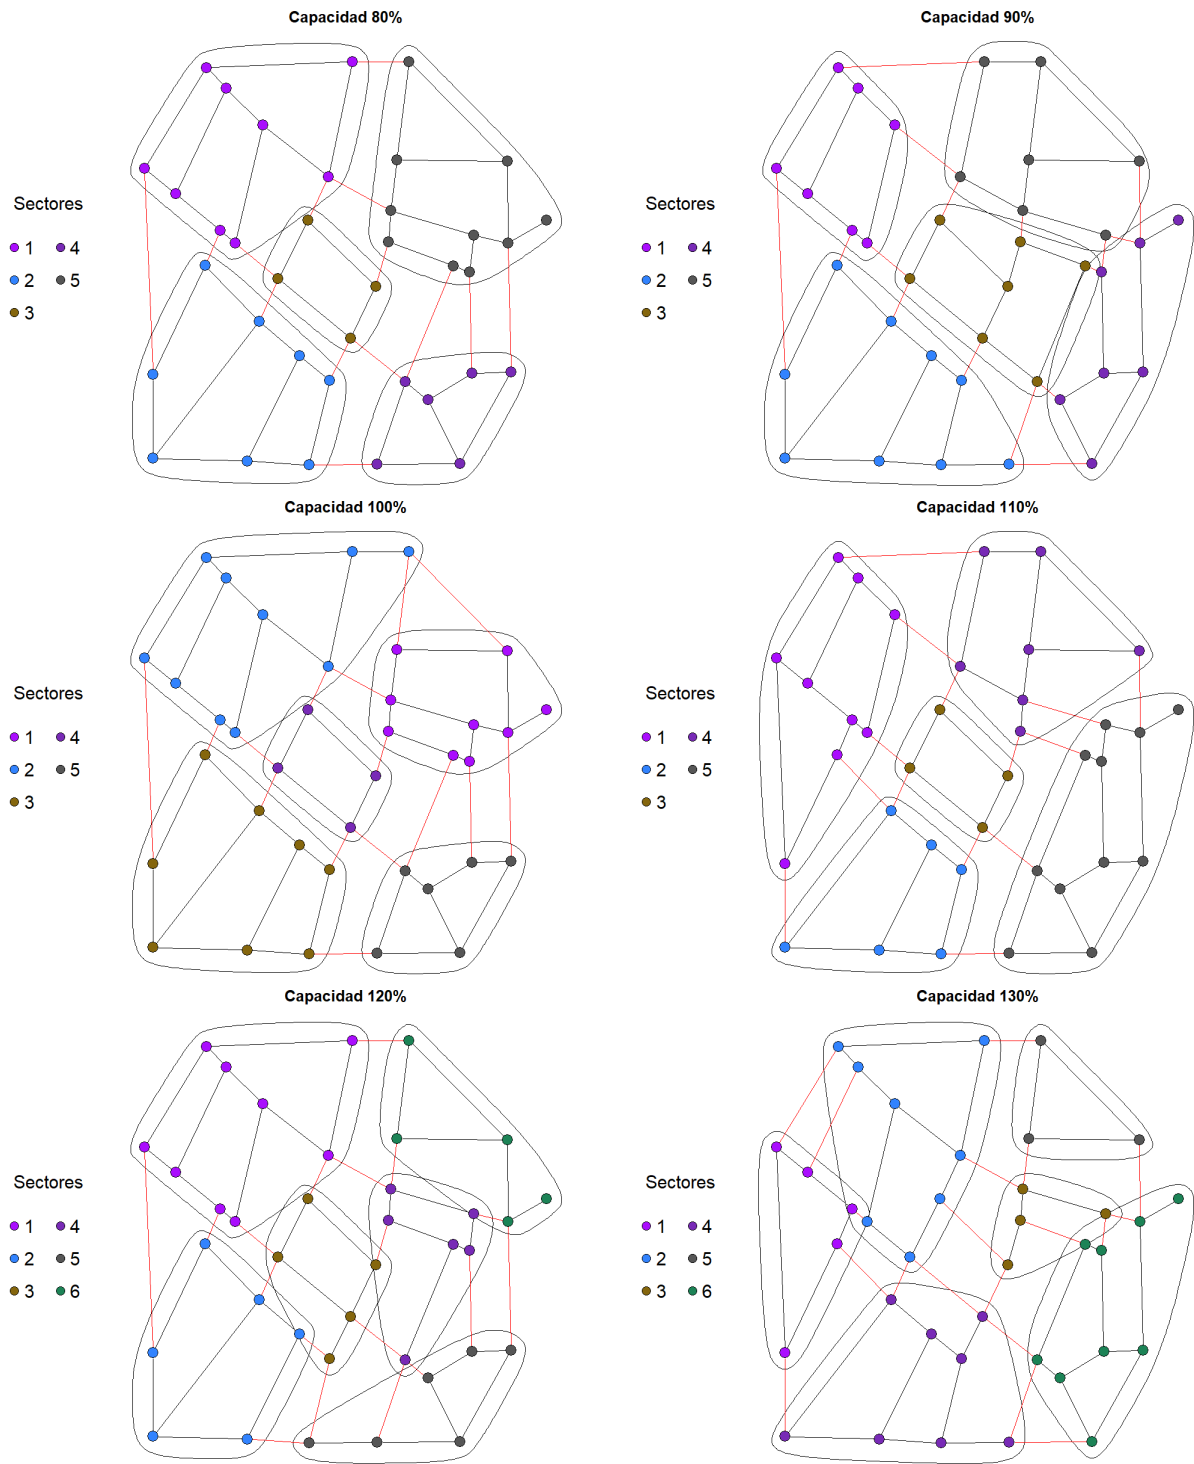 Capacidad 80%
Sectores
1 4
2 5
3
Capacidad 90%
Sectores
1 4
2 5
3
Capacidad 100%
Sectores
1 4
2 5
3
Capacidad 110%
Sectores
1 4
2 5
3
Capacidad 120%
Sectores
1 4
2 5
3 6
Capacidad 130%
Sectores
1 4
2 5
3 6